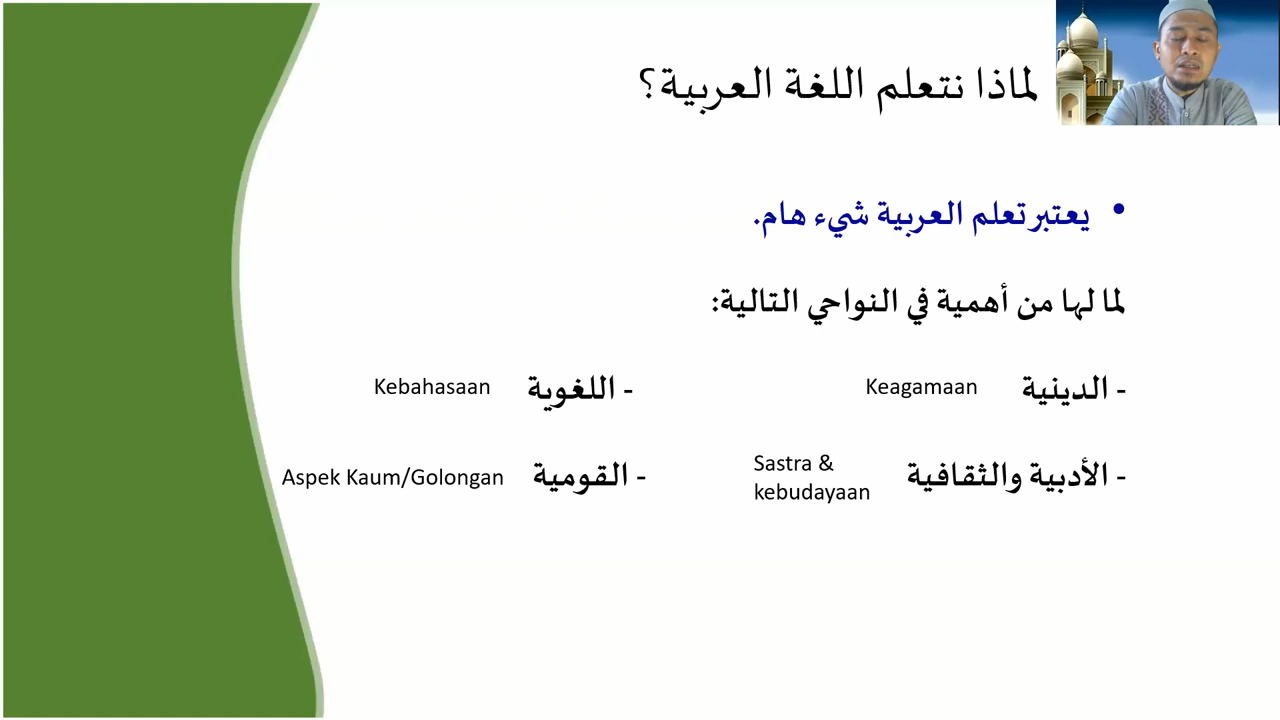 لماذا نتعلم اللغة العربية؟
• يعتبر تعلم العربية شيء هام.
لما لها من أهمية في النواحي التالية:
- الدينية Keagamaan - اللغوية Kebahasaan
- الأدبية والثقافية Sastra &
kebudayaan
- القومية Aspek Kaum/Golongan